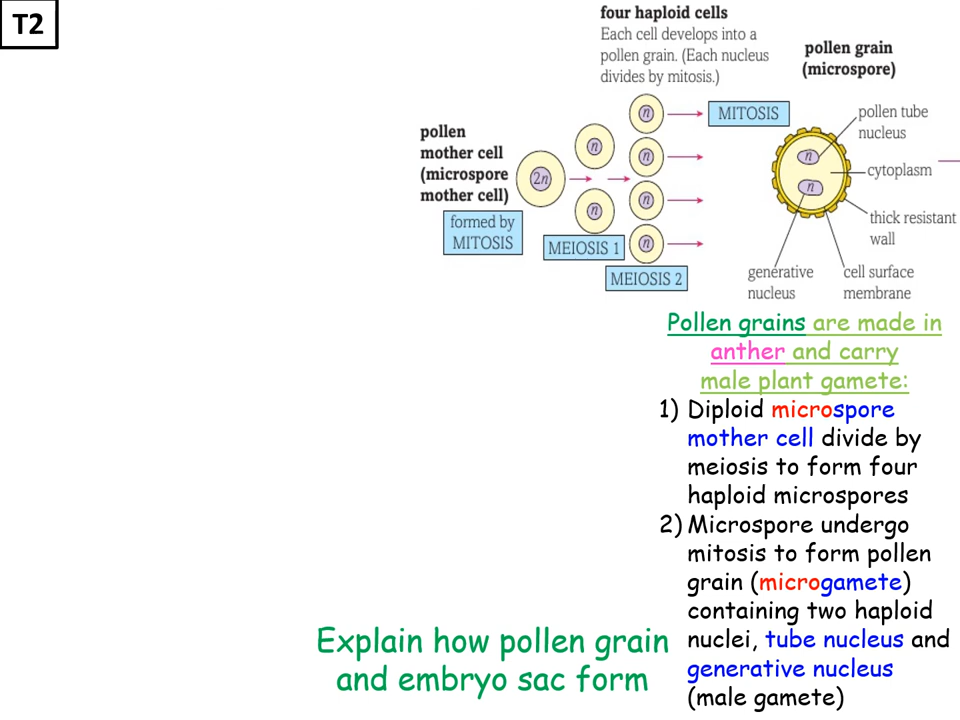 T2
four haploid cells
Each cell develops into a
pollen grain. (Each nucleus
divides by mitosis.)
pollen grain
(microspore)
MITOSIS
pollen tube
nucleus
pollen
mother cell
(microspore
mother cell)
2n
n
n
n
n
n
n
n
n
cytoplasm
formed by
MITOSIS
MEIOSIS 1
MEIOSIS 2
thick resistant
wall
generative
nucleus
cell surface
membrane
Pollen grains are made in
anther and carry
male plant gamete:
1) Diploid microspore
mother cell divide by
meiosis to form four
haploid microspores
2) Microspore undergo
mitosis to form pollen
grain (microgamete)
containing two haploid
nuclei, tube nucleus and
generative nucleus
(male gamete)
Explain how pollen grain
and embryo sac form